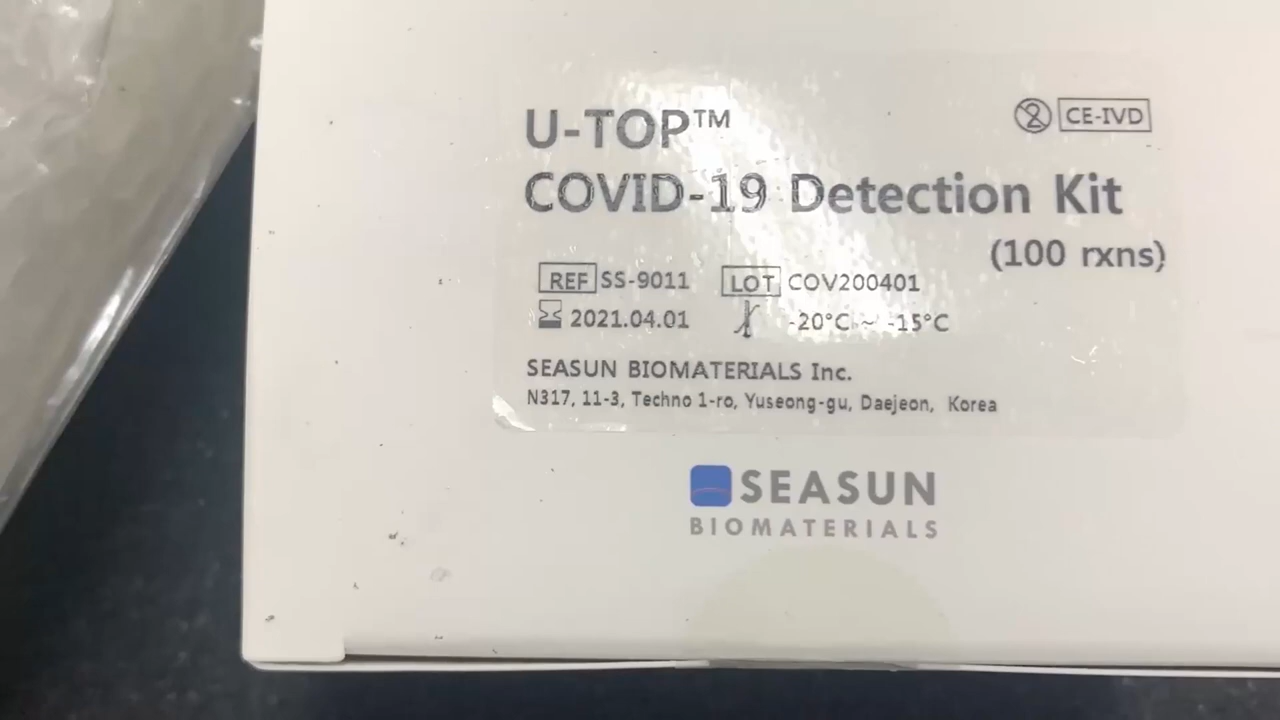 U-TOP™
CE-IVD
COVID-19 Detection Kit
(100 rxns)
REF SS-9011 LOT COV200401
2021.04.01 -20°C ~ -15°C
SEASUN BIOMATERIALS Inc.
N317, 11-3, Techno 1-ro, Yuseong-gu, Daejeon, Korea
SEASUN
BIOMATERIALS